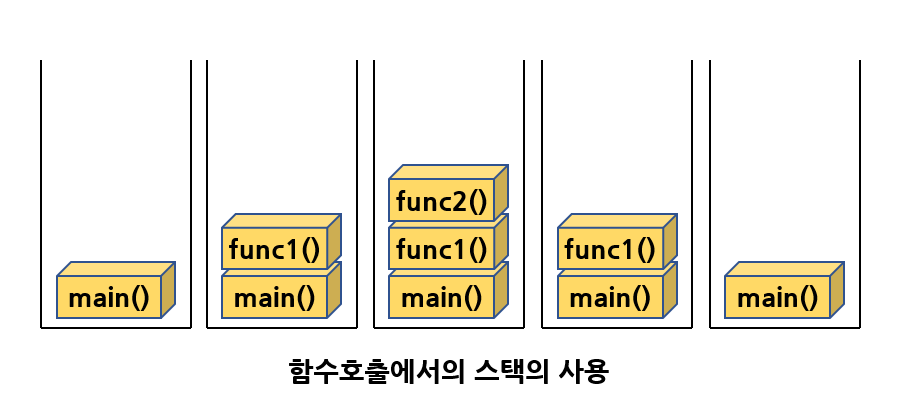 func2()
func1() func1() func1()
main() main() main() main() main()
함수호출에서의 스택의 사용